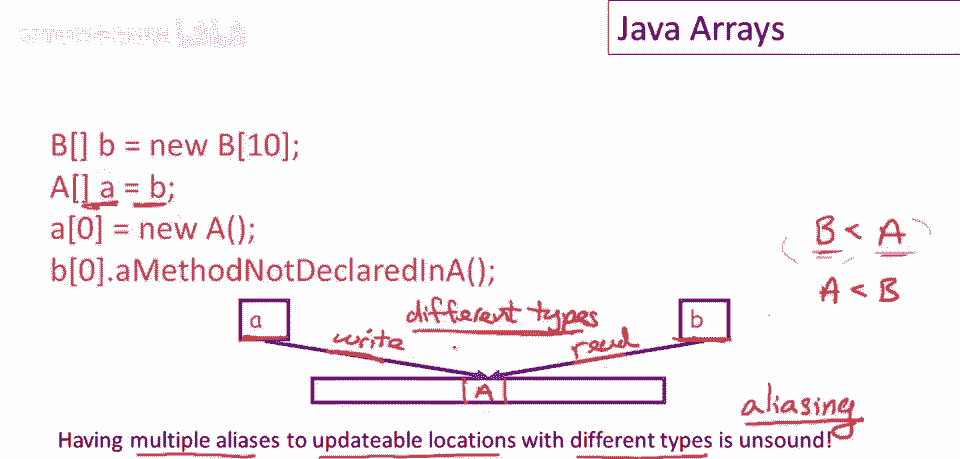 Java Arrays
B[] b = new B[10];
A[] a = b;
a[0] = new A();
b[0].aMethodNotDeclaredInA();
B < A
A < B
a
different types
b
write
read
A
aliasing
Having multiple aliases to updateable locations with different types is unsound!